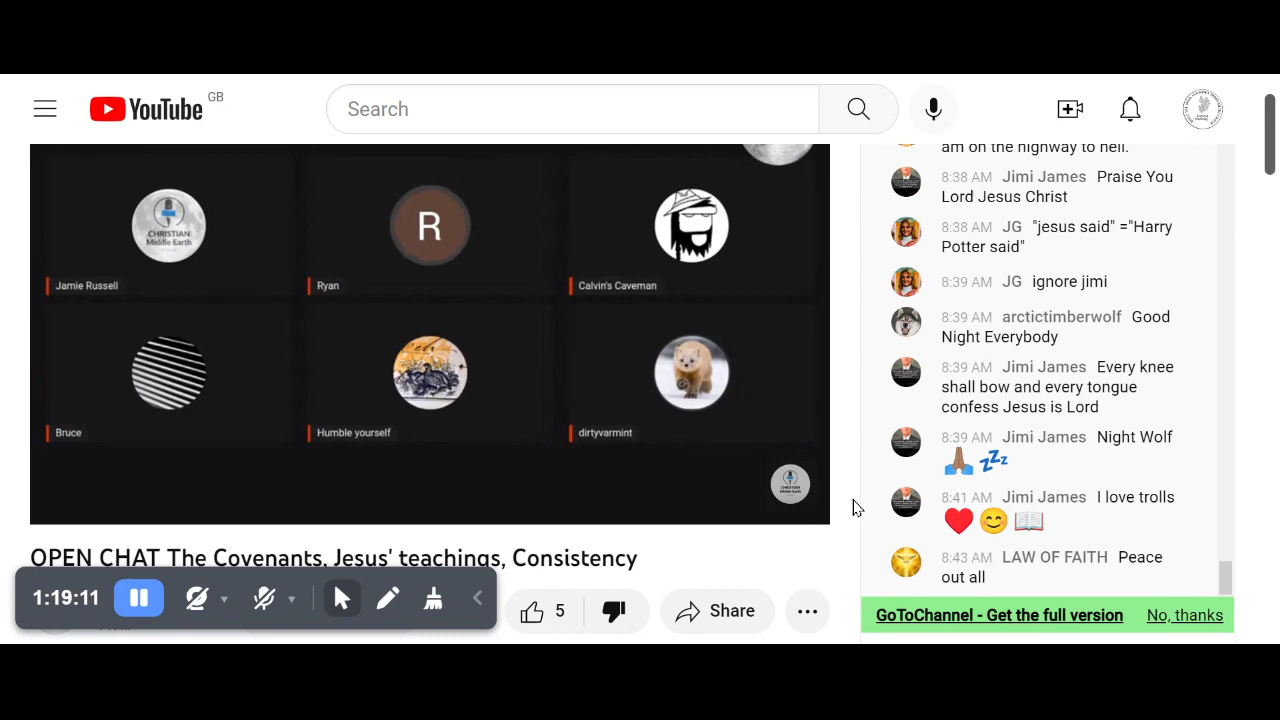 YouTube GB
Search
CHRISTIAN
Middle Earth
Jamie Russell
R
Ryan
Calvin's Caveman
Bruce
Humble yourself
dirtyvarmint
CHRISTIAN
Middle Earth
OPEN CHAT The Covenants, Jesus' teachings, Consistency
1:19:11
5
Share
am on the highway to hell.
8:38 AM Jimi James Praise You
Lord Jesus Christ
8:38 AM JG "jesus said" ="Harry
Potter said"
8:39 AM JG ignore jimi
8:39 AM arctictimberwolf Good
Night Everybody
8:39 AM Jimi James Every knee
shall bow and every tongue
confess Jesus is Lord
8:39 AM Jimi James Night Wolf
🙏🏽 💤
8:41 AM Jimi James I love trolls
❤️ 😊 📖
8:43 AM LAW OF FAITH Peace
out all
GoToChannel - Get the full version No, thanks